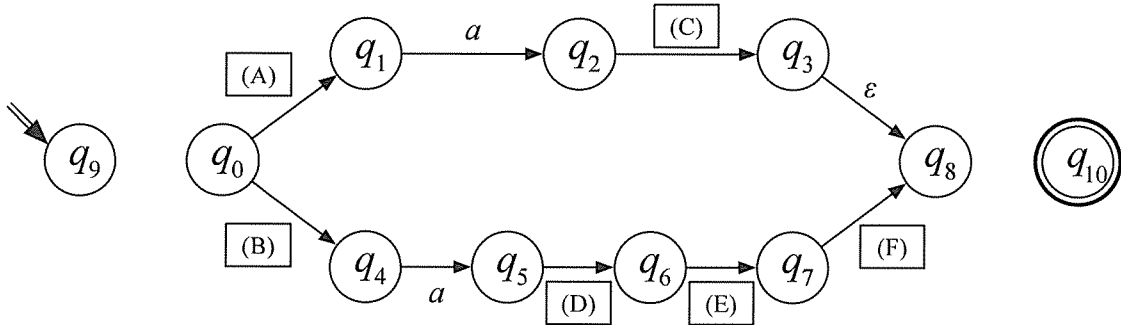 q1 a q2 (C) q3
(A) ε
q9 q0 q8 q10
(B) (F)
q4 a q5 (D) q6 (E) q7